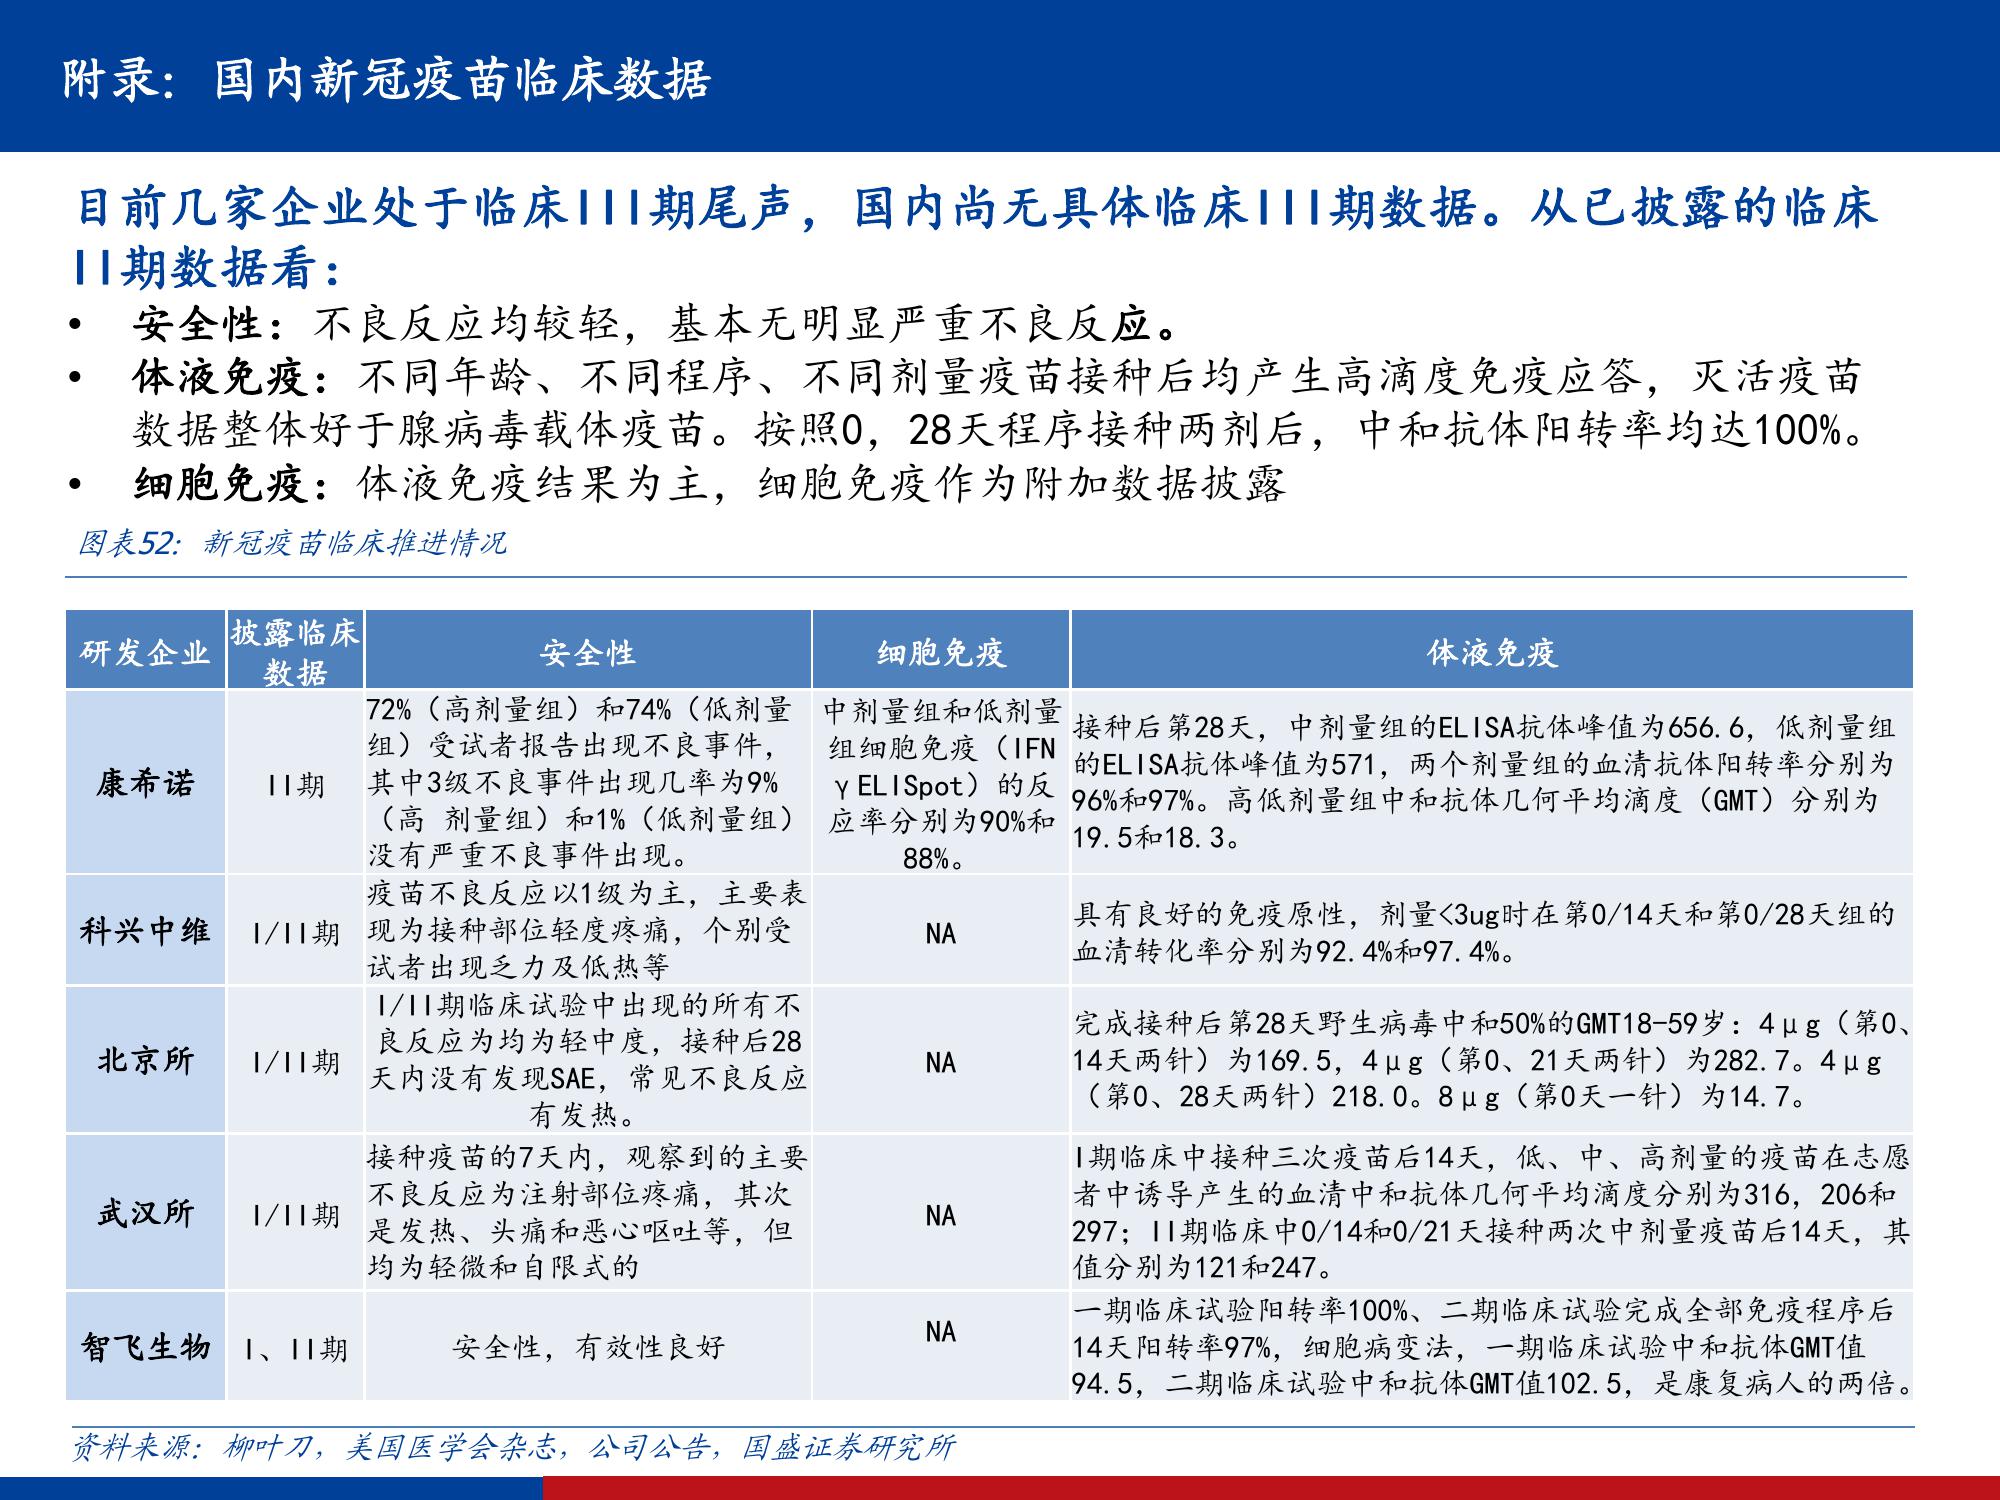 附录：国内新冠疫苗临床数据
目前几家企业处于临床III期尾声，国内尚无具体临床III期数据。从已披露的临床
II期数据看：
• 安全性：不良反应均较轻，基本无明显严重不良反应。
• 体液免疫：不同年龄、不同程序、不同剂量疫苗接种后均产生高滴度免疫应答，灭活疫苗
数据整体好于腺病毒载体疫苗。按照0，28天程序接种两剂后，中和抗体阳转率均达100%。
• 细胞免疫：体液免疫结果为主，细胞免疫作为附加数据披露
图表52：新冠疫苗临床推进情况
研发企业
披露临床
数据
安全性
细胞免疫
体液免疫
康希诺
II期
72%（高剂量组）和74%（低剂量
组）受试者报告出现不良事件，
其中3级不良事件出现几率为9%
（高 剂量组）和1%（低剂量组）
没有严重不良事件出现。
中剂量组和低剂量
组细胞免疫（IFN
γELISpot）的反
应率分别为90%和
88%。
接种后第28天，中剂量组的ELISA抗体峰值为656.6，低剂量组
的ELISA抗体峰值为571，两个剂量组的血清抗体阳转率分别为
96%和97%。高低剂量组中和抗体几何平均滴度（GMT）分别为
19.5和18.3。
科兴中维
I/II期
疫苗不良反应以1级为主，主要表
现为接种部位轻度疼痛，个别受
试者出现乏力及低热等
NA
具有良好的免疫原性，剂量<3ug时在第0/14天和第0/28天组的
血清转化率分别为92.4%和97.4%。
北京所
I/II期
I/II期临床试验中出现的所有不
良反应为均为轻中度，接种后28
天内没有发现SAE，常见不良反应
有发热。
NA
完成接种后第28天野生病毒中和50%的GMT18-59岁：4μg（第0、
14天两针）为169.5，4μg（第0、21天两针）为282.7。4μg
（第0、28天两针）218.0。8μg（第0天一针）为14.7。
武汉所
I/II期
接种疫苗的7天内，观察到的主要
不良反应为注射部位疼痛，其次
是发热、头痛和恶心呕吐等，但
均为轻微和自限式的
NA
I期临床中接种三次疫苗后14天，低、中、高剂量的疫苗在志愿
者中诱导产生的血清中和抗体几何平均滴度分别为316，206和
297；II期临床中0/14和0/21天接种两次中剂量疫苗后14天，其
值分别为121和247。
智飞生物
I、II期
安全性，有效性良好
NA
一期临床试验阳转率100%、二期临床试验完成全部免疫程序后
14天阳转率97%，细胞病变法，一期临床试验中和抗体GMT值
94.5，二期临床试验中和抗体GMT值102.5，是康复病人的两倍。
资料来源：柳叶刀，美国医学会杂志，公司公告，国盛证券研究所